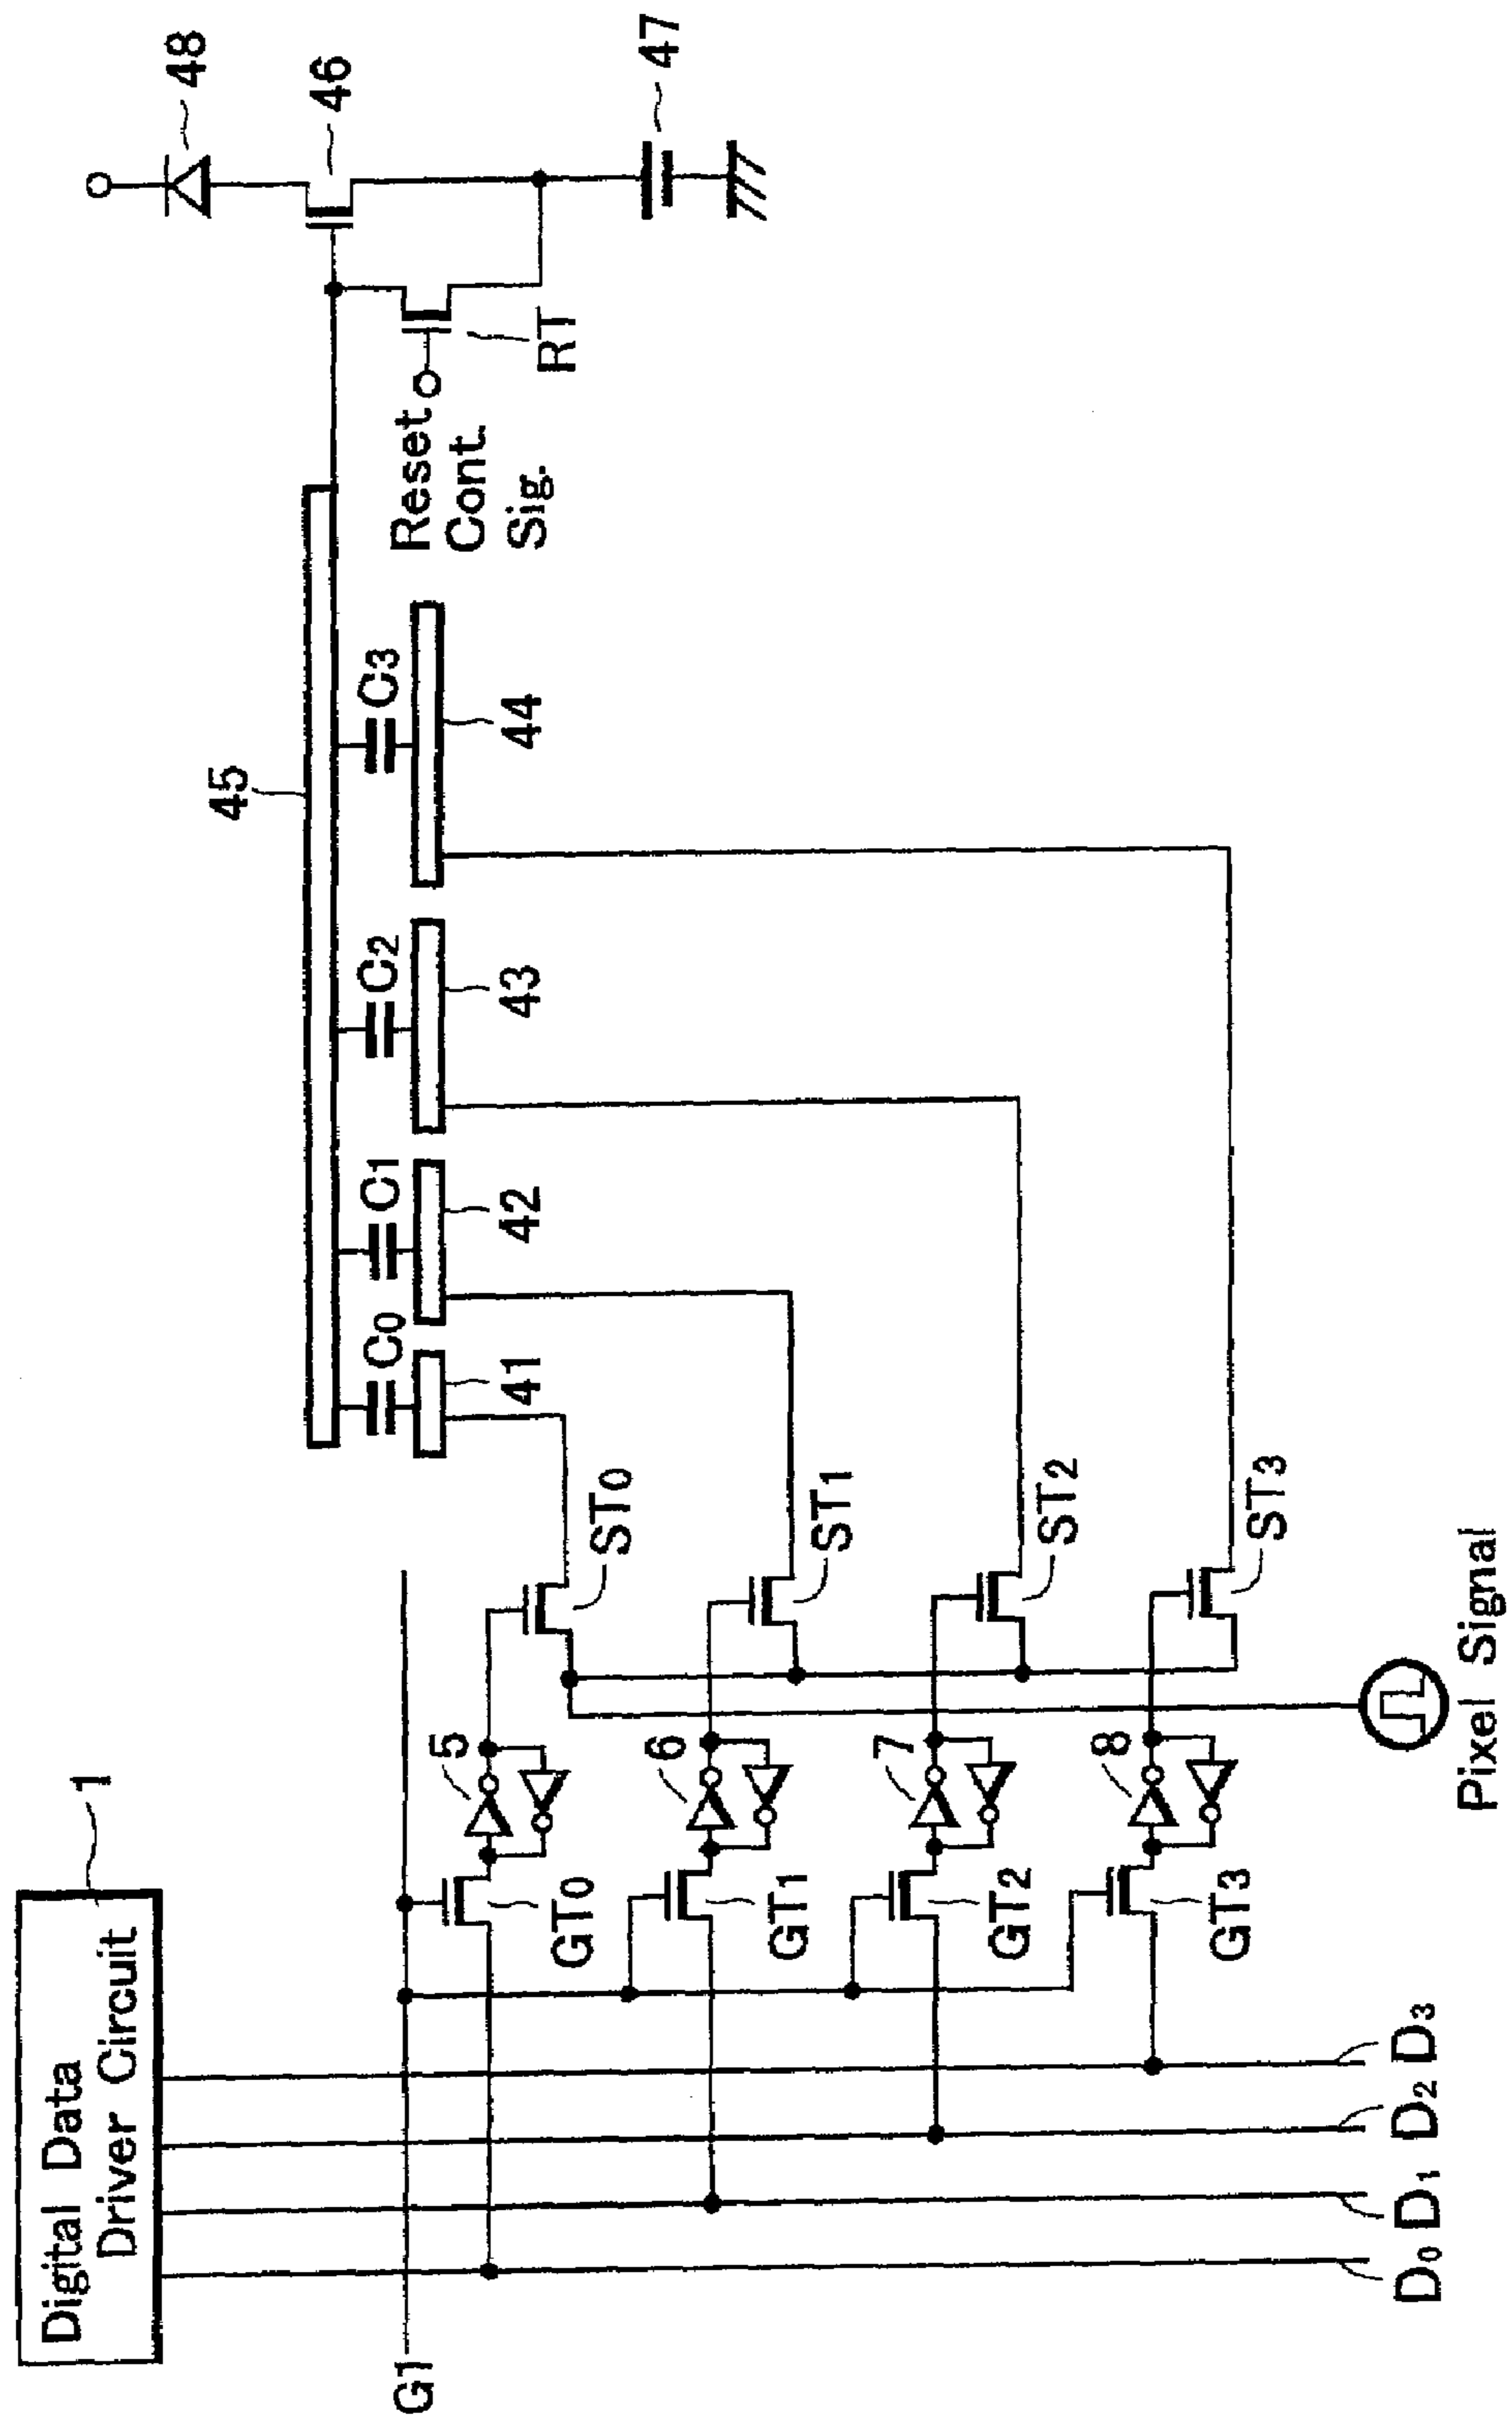 Digital Data
Driver Circuit
1
G1
GT0
GT1
GT2
GT3
5
6
7
8
ST0
ST1
ST2
ST3
D0
D1
D2
D3
Pixel Signal
45
C0
C1
C2
C3
41
42
43
44
Reset
Cont.
Sig.
RT
46
47
48